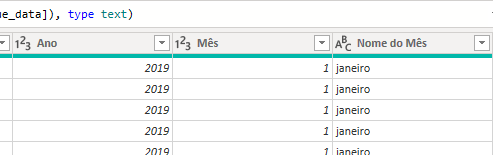 ue_data]), type text)
1²3 Ano 1²3 Mês ABC Nome do Mês
2019 1 janeiro
2019 1 janeiro
2019 1 janeiro
2019 1 janeiro
2019 1 janeiro